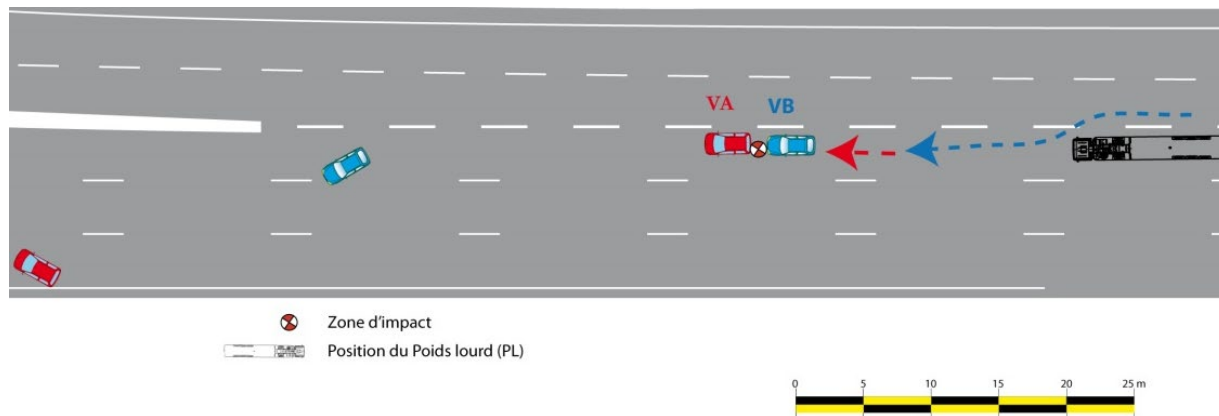 VA
VB
Zone d'impact
Position du Poids lourd (PL)
0 5 10 15 20 25 m